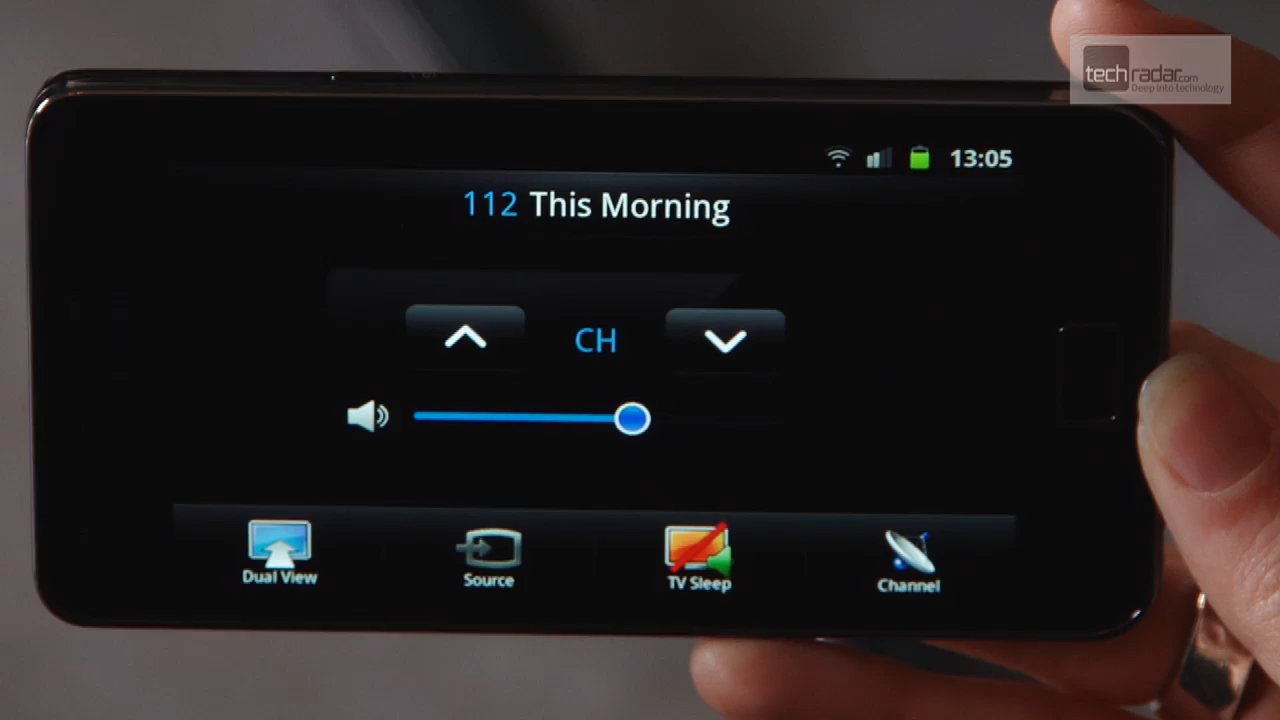 techradar.com
Deep into technology
13:05
112 This Morning
CH
Dual View
Source
TV Sleep
Channel